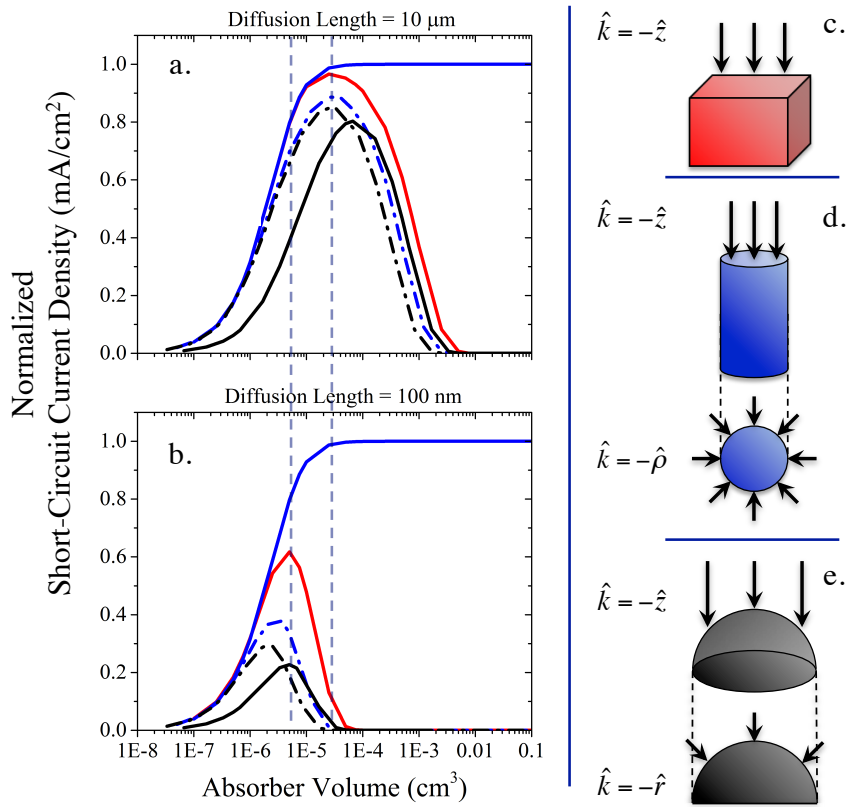 Diffusion Length = 10 μm
a.
1.0
0.8
0.6
0.4
0.2
0.0
Normalized
Short-Circuit Current Density (mA/cm²)
Diffusion Length = 100 nm
b.
1.0
0.8
0.6
0.4
0.2
0.0
1E-8 1E-7 1E-6 1E-5 1E-4 1E-3 0.01 0.1
Absorber Volume (cm³)
k̂ = −ẑ
c.
k̂ = −ẑ
d.
k̂ = −ρ̂
k̂ = −ẑ
e.
k̂ = −r̂